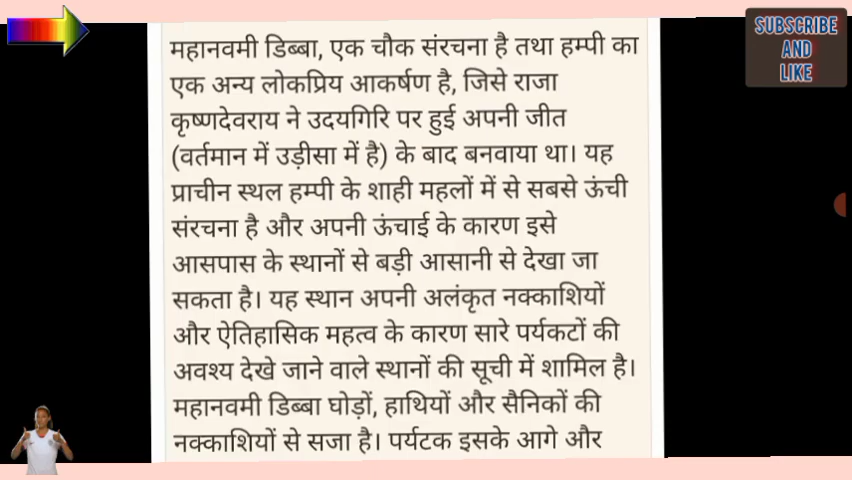 महानवमी डिब्बा, एक चौक संरचना है तथा हम्पी का
एक अन्य लोकप्रिय आकर्षण है, जिसे राजा
कृष्णदेवराय ने उदयगिरि पर हुई अपनी जीत
(वर्तमान में उड़ीसा में है) के बाद बनवाया था। यह
प्राचीन स्थल हम्पी के शाही महलों में से सबसे ऊंची
संरचना है और अपनी ऊंचाई के कारण इसे
आसपास के स्थानों से बड़ी आसानी से देखा जा
सकता है। यह स्थान अपनी अलंकृत नक्काशियों
और ऐतिहासिक महत्व के कारण सारे पर्यकटों की
अवश्य देखे जाने वाले स्थानों की सूची में शामिल है।
महानवमी डिब्बा घोड़ों, हाथियों और सैनिकों की
नक्काशियों से सजा है। पर्यटक इसके आगे और
SUBSCRIBE
AND
LIKE